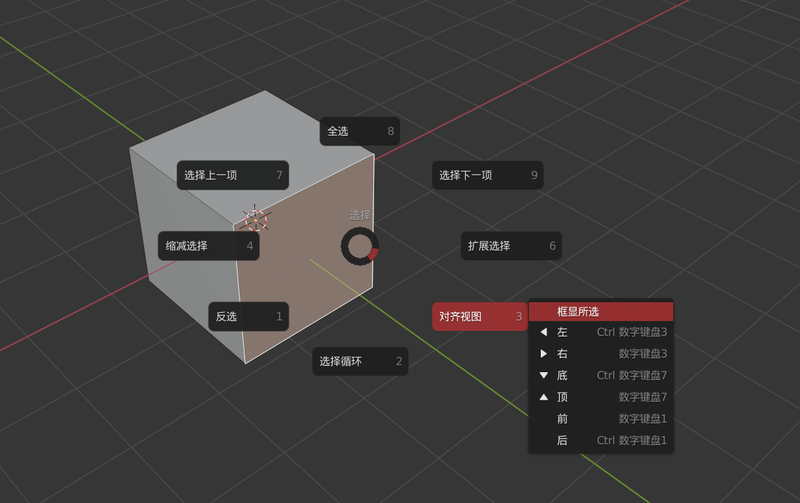 全选 8
选择上一项 7
选择下一项 9
选择
缩减选择 4
扩展选择 6
反选 1
对齐视图 3
选择循环 2
框显所选
左 Ctrl 数字键盘3
右 数字键盘3
底 Ctrl 数字键盘7
顶 数字键盘7
前 数字键盘1
后 Ctrl 数字键盘1